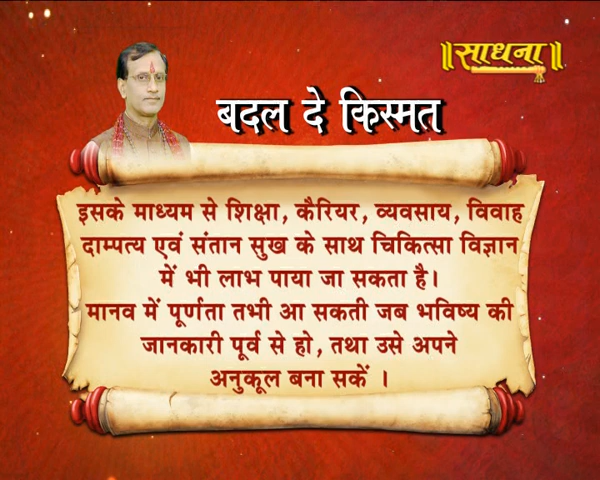 ॥साधना॥
बदल दे किस्मत
इसके माध्यम से शिक्षा, कैरियर, व्यवसाय, विवाह
दाम्पत्य एवं संतान सुख के साथ चिकित्सा विज्ञान
में भी लाभ पाया जा सकता है।
मानव में पूर्णता तभी आ सकती जब भविष्य की
जानकारी पूर्व से हो, तथा उसे अपने
अनुकूल बना सकें ।